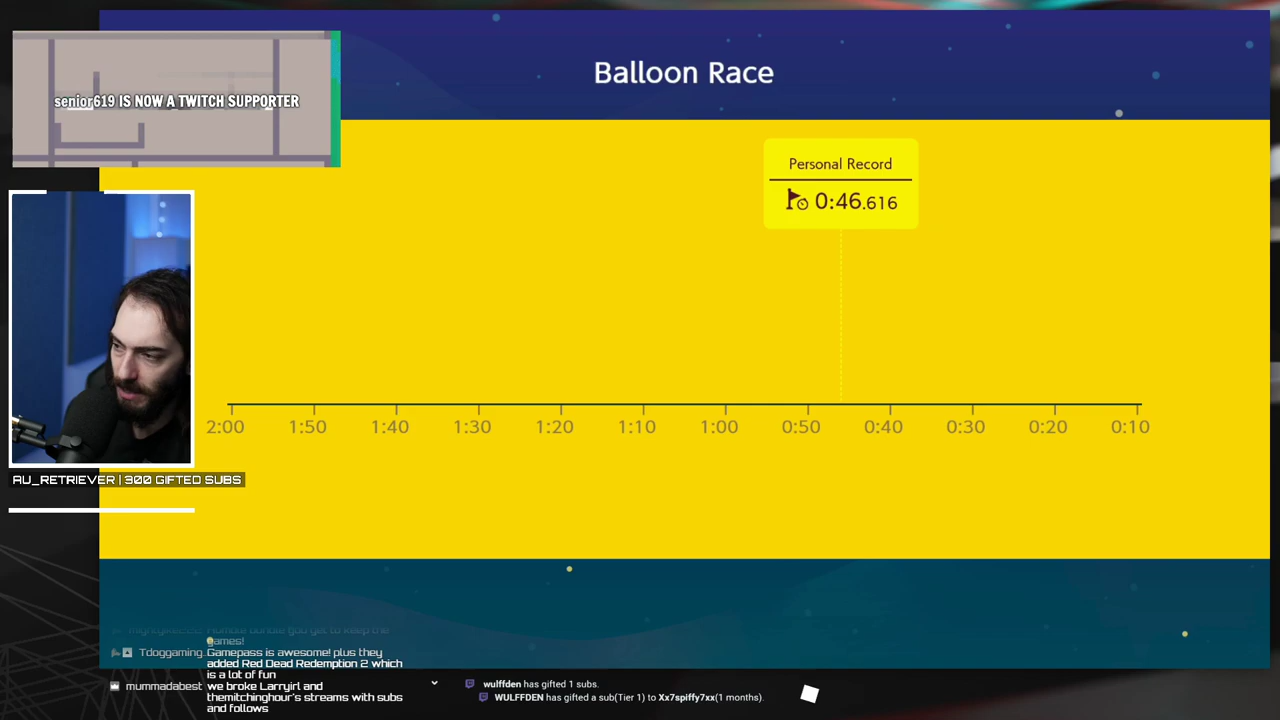 Balloon Race
senior619 IS NOW A TWITCH SUPPORTER
Personal Record
0:46.616
2:00 1:50 1:40 1:30 1:20 1:10 1:00 0:50 0:40 0:30 0:20 0:10
AU_RETRIEVER | 300 GIFTED SUBS
games!
Tdoggaming Gamepass is awesome! plus they
added Red Dead Redemption 2 which
is a lot of fun
mummadabest we broke Larryirl and
themitchinghour's streams with subs
and follows
wulffden has gifted 1 subs.
WULFFDEN has gifted a sub(Tier 1) to Xx7spiffy7xx(1 months).